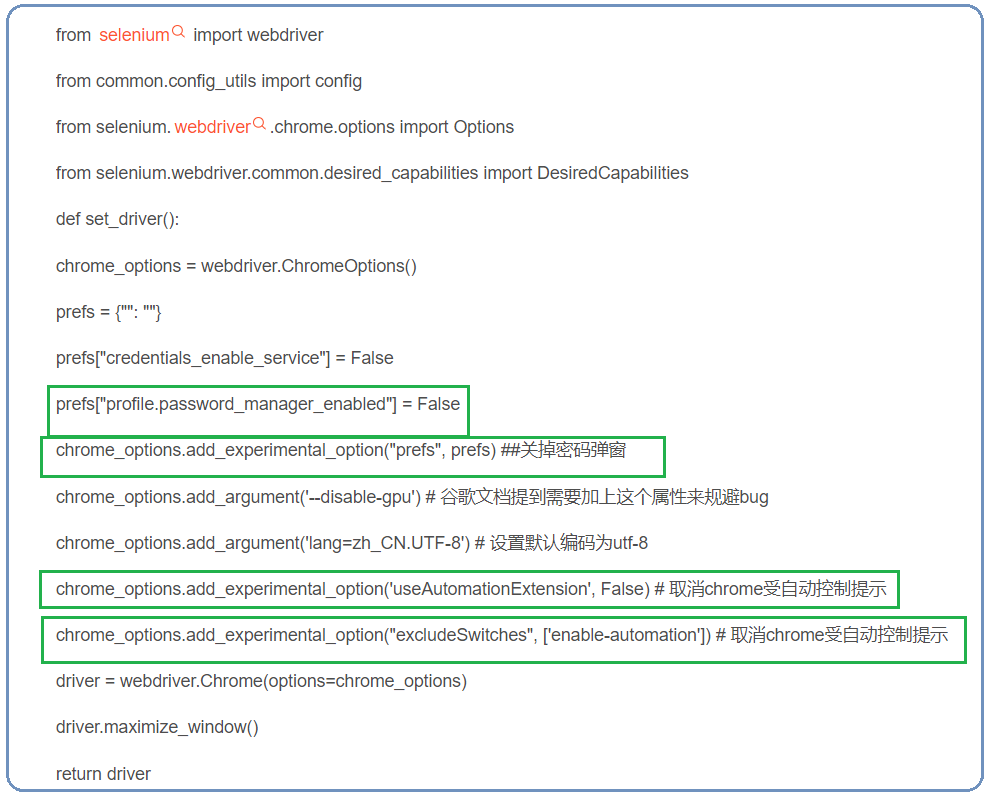 from selenium import webdriver
from common.config_utils import config
from selenium. webdriver .chrome.options import Options
from selenium.webdriver.common.desired_capabilities import DesiredCapabilities
def set_driver():
chrome_options = webdriver.ChromeOptions()
prefs = {"": ""}
prefs["credentials_enable_service"] = False
prefs["profile.password_manager_enabled"] = False
chrome_options.add_experimental_option("prefs", prefs) ##关掉密码弹窗
chrome_options.add_argument('--disable-gpu') # 谷歌文档提到需要加上这个属性来规避bug
chrome_options.add_argument('lang=zh_CN.UTF-8') # 设置默认编码为utf-8
chrome_options.add_experimental_option('useAutomationExtension', False) # 取消chrome受自动控制提示
chrome_options.add_experimental_option("excludeSwitches", ['enable-automation']) # 取消chrome受自动控制提示
driver = webdriver.Chrome(options=chrome_options)
driver.maximize_window()
return driver